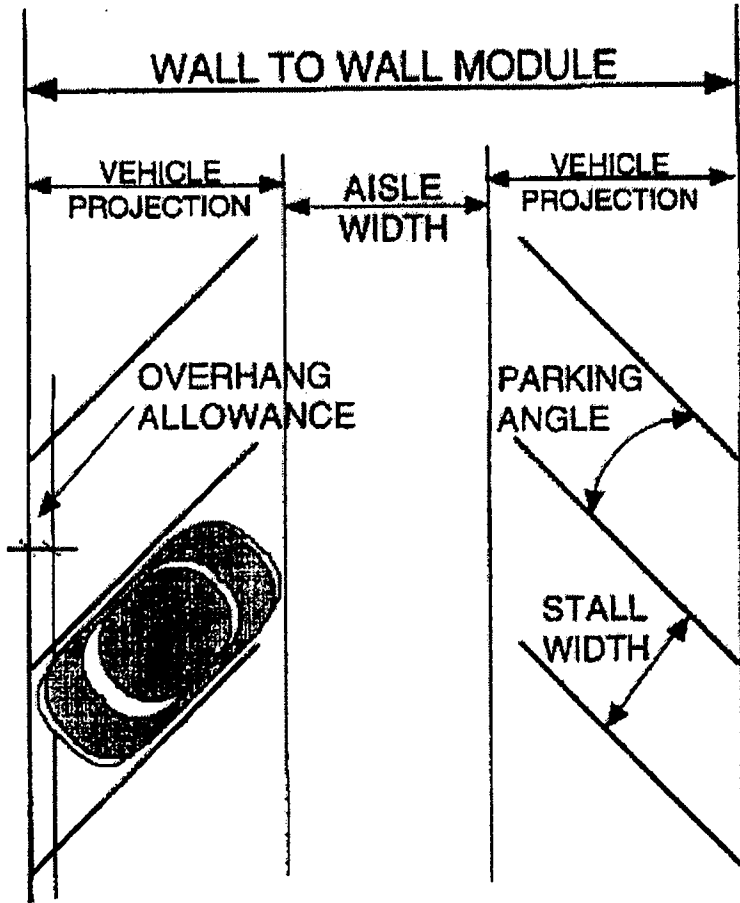 WALL TO WALL MODULE
VEHICLE
PROJECTION
AISLE
WIDTH
VEHICLE
PROJECTION
OVERHANG
ALLOWANCE
PARKING
ANGLE
STALL
WIDTH